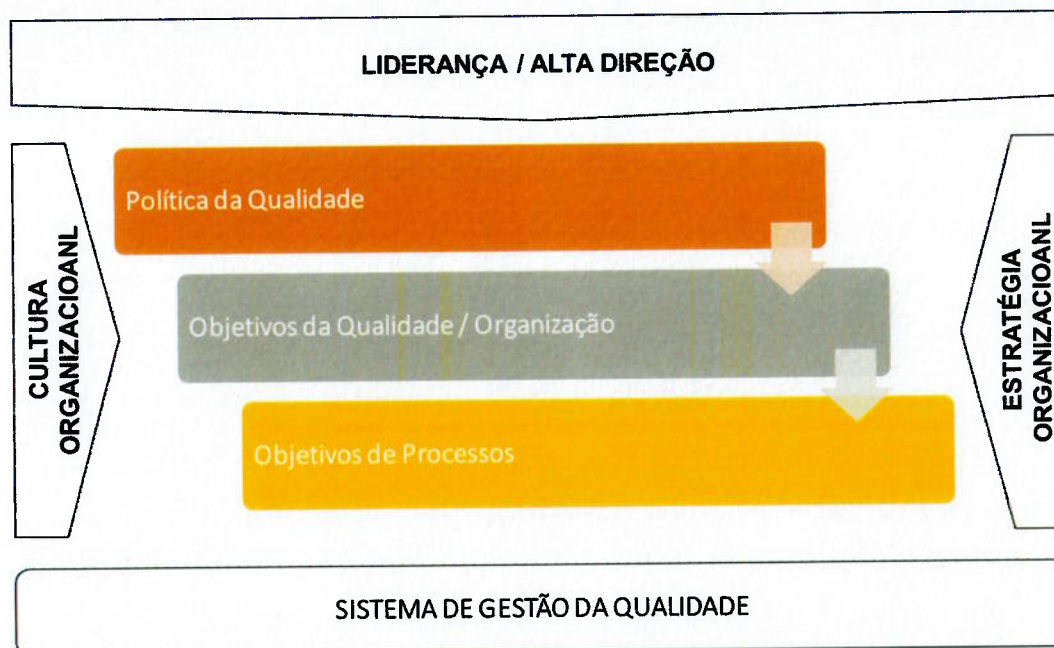 LIDERANÇA / ALTA DIREÇÃO
CULTURA
ORGANIZACIOANL
Política da Qualidade
Objetivos da Qualidade / Organização
Objetivos de Processos
ESTRATÉGIA
ORGANIZACIOANL
SISTEMA DE GESTÃO DA QUALIDADE